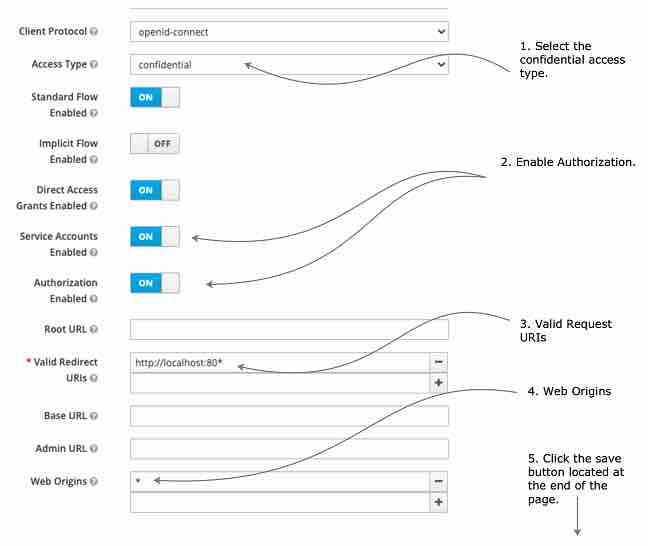 Client Protocol
openid-connect
1. Select the
confidential access
type.
Access Type
confidential
Standard Flow
Enabled
ON
Implicit Flow
Enabled
OFF
2. Enable Authorization.
Direct Access
Grants Enabled
ON
Service Accounts
Enabled
ON
Authorization
Enabled
ON
Root URL
3. Valid Request
URIs
* Valid Redirect
URIs
http://localhost:80*
−
+
4. Web Origins
Base URL
Admin URL
5. Click the save
button located at
the end of the
page.
Web Origins
*
−
+